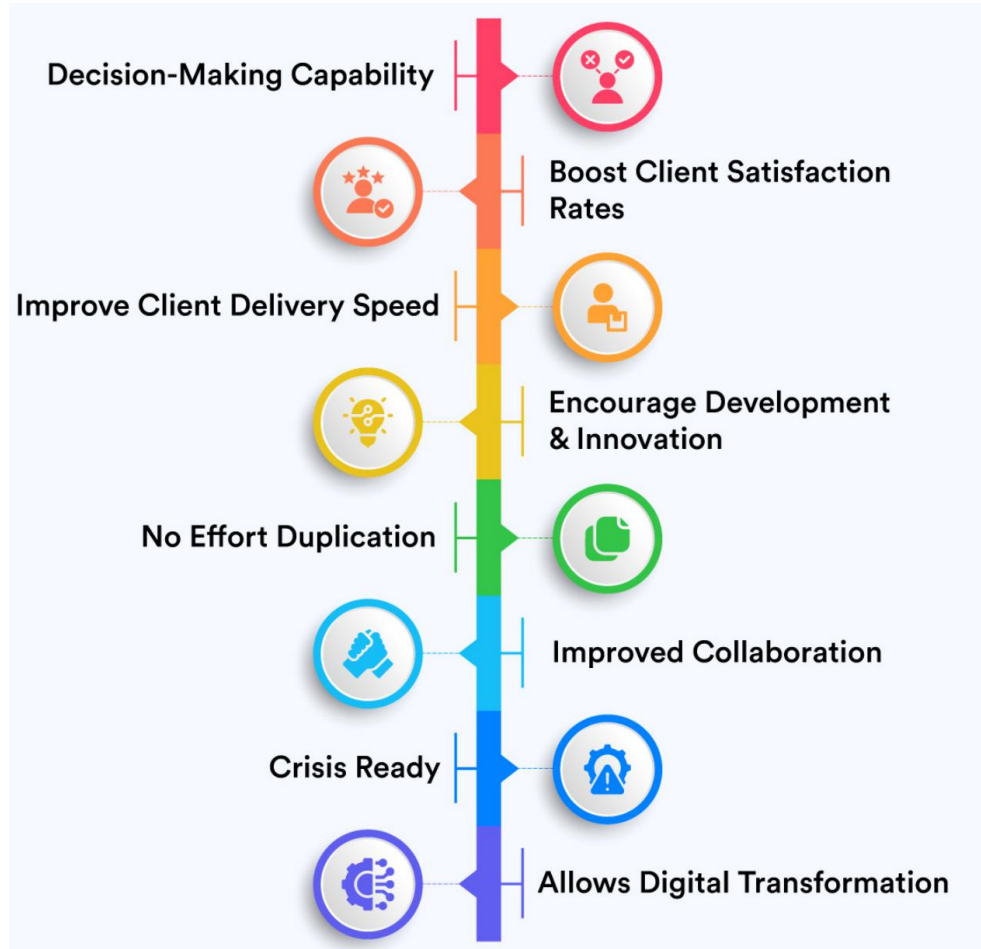 Decision-Making Capability
Boost Client Satisfaction
Rates
Improve Client Delivery Speed
Encourage Development
& Innovation
No Effort Duplication
Improved Collaboration
Crisis Ready
Allows Digital Transformation